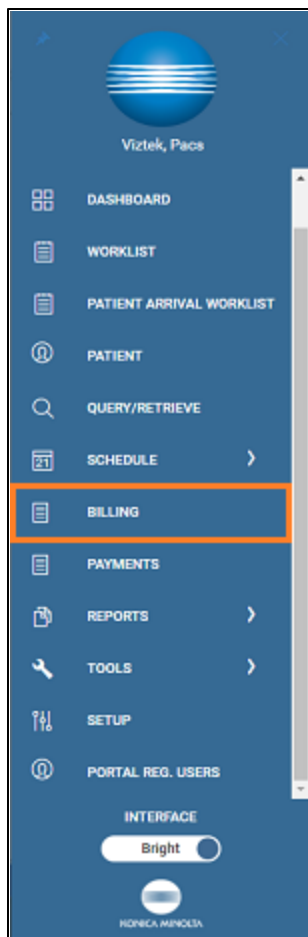 Viztek, Pacs
DASHBOARD
WORKLIST
PATIENT ARRIVAL WORKLIST
PATIENT
QUERY/RETRIEVE
21 SCHEDULE
BILLING
PAYMENTS
REPORTS
TOOLS
SETUP
PORTAL REG. USERS
INTERFACE
Bright
KONICA MINOLTA